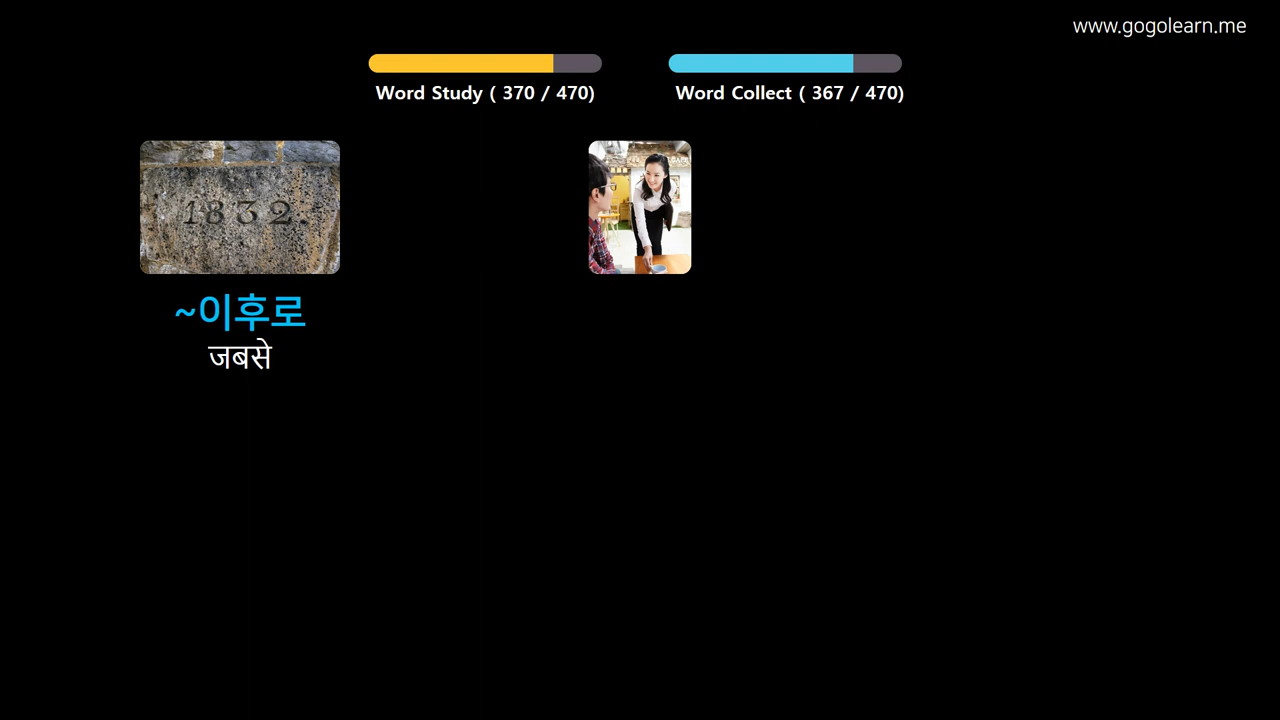 www.gogolearn.me
Word Study ( 370 / 470)
Word Collect ( 367 / 470)
1832.
~이후로
जबसे